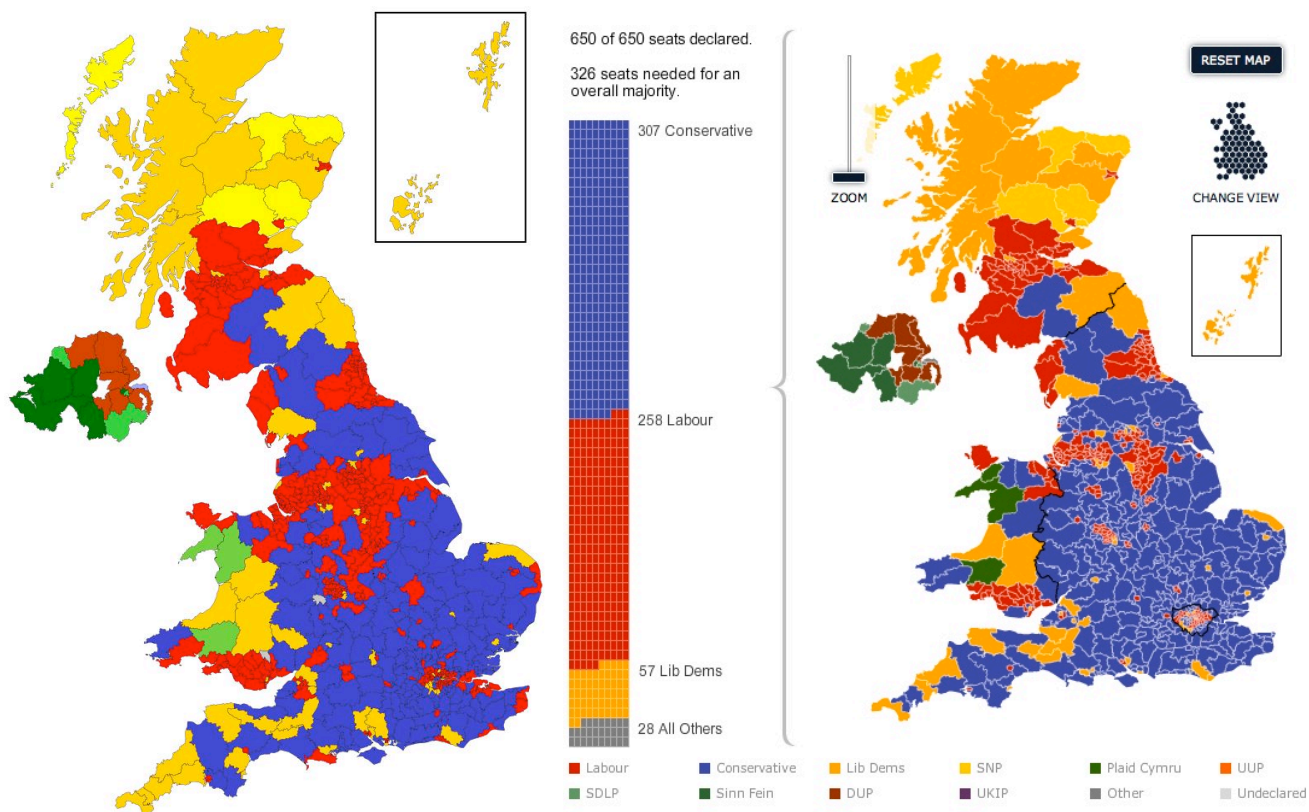 650 of 650 seats declared.
326 seats needed for an
overall majority.
307 Conservative
258 Labour
57 Lib Dems
28 All Others
ZOOM
RESET MAP
CHANGE VIEW
Labour
Conservative
Lib Dems
SNP
Plaid Cymru
UUP
SDLP
Sinn Fein
DUP
UKIP
Other
Undeclared